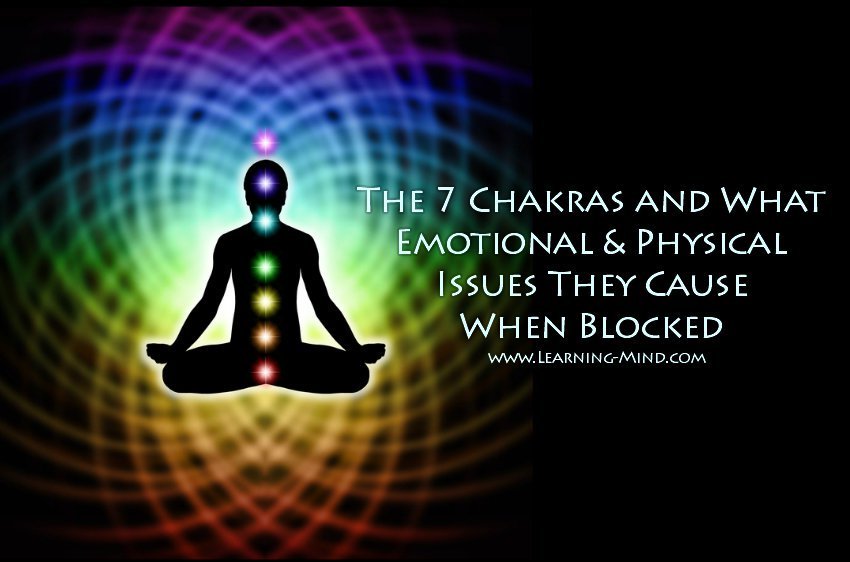 The 7 Chakras and What
Emotional & Physical
Issues They Cause
When Blocked
www.Learning-Mind.com